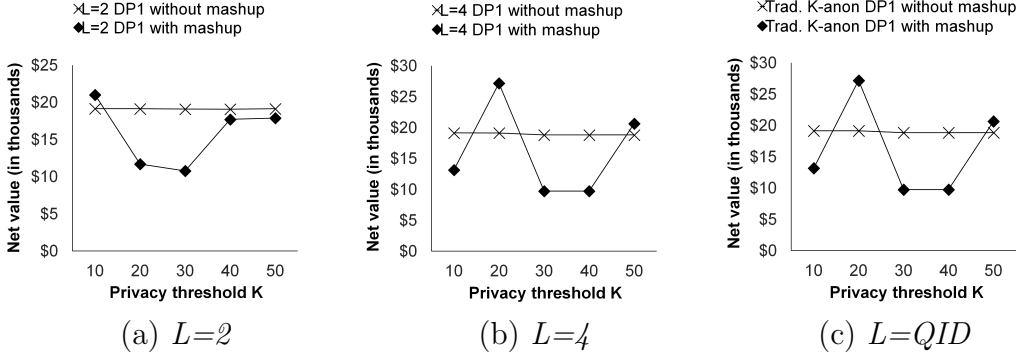 L=2 DP1 without mashup
L=2 DP1 with mashup
Net value (in thousands)
$25
$20
$15
$10
$5
$0
10 20 30 40 50
Privacy threshold K
(a) L=2
L=4 DP1 without mashup
L=4 DP1 with mashup
Net value (in thousands)
$30
$25
$20
$15
$10
$5
$0
10 20 30 40 50
Privacy threshold K
(b) L=4
Trad. K-anon DP1 without mashup
Trad. K-anon DP1 with mashup
Net value (in thousands)
$30
$25
$20
$15
$10
$5
$0
10 20 30 40 50
Privacy threshold K
(c) L=QID